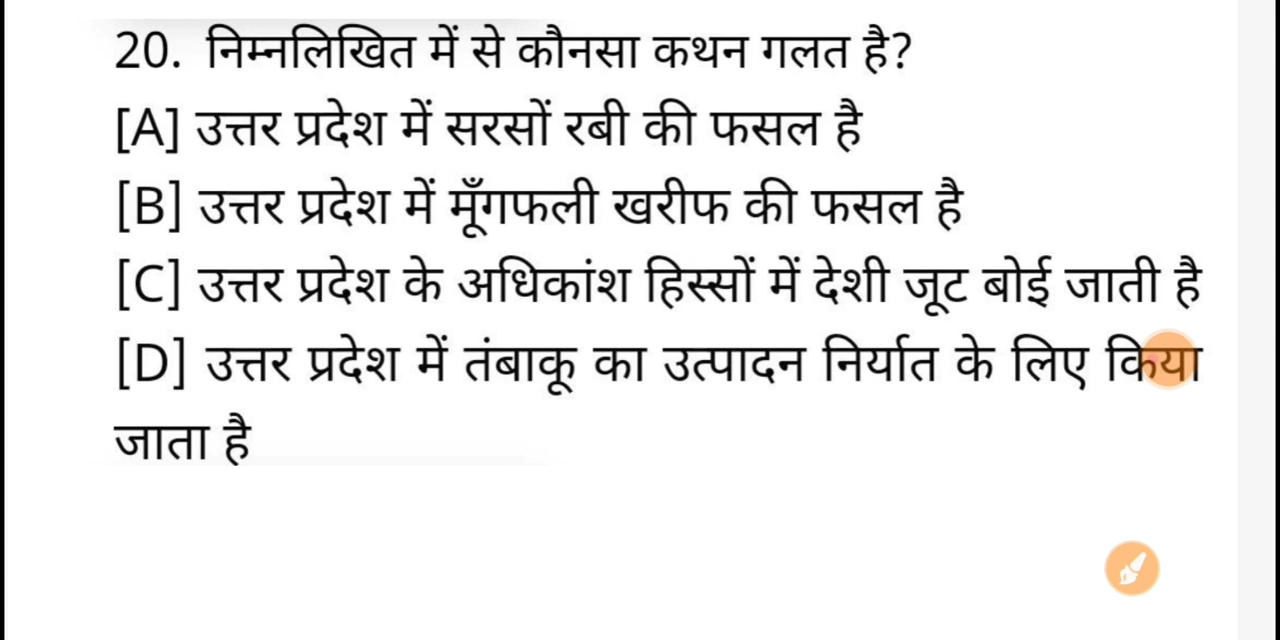 20. निम्नलिखित में से कौनसा कथन गलत है?
[A] उत्तर प्रदेश में सरसों रबी की फसल है
[B] उत्तर प्रदेश में मूँगफली खरीफ की फसल है
[C] उत्तर प्रदेश के अधिकांश हिस्सों में देशी जूट बोई जाती है
[D] उत्तर प्रदेश में तंबाकू का उत्पादन निर्यात के लिए किया
जाता है